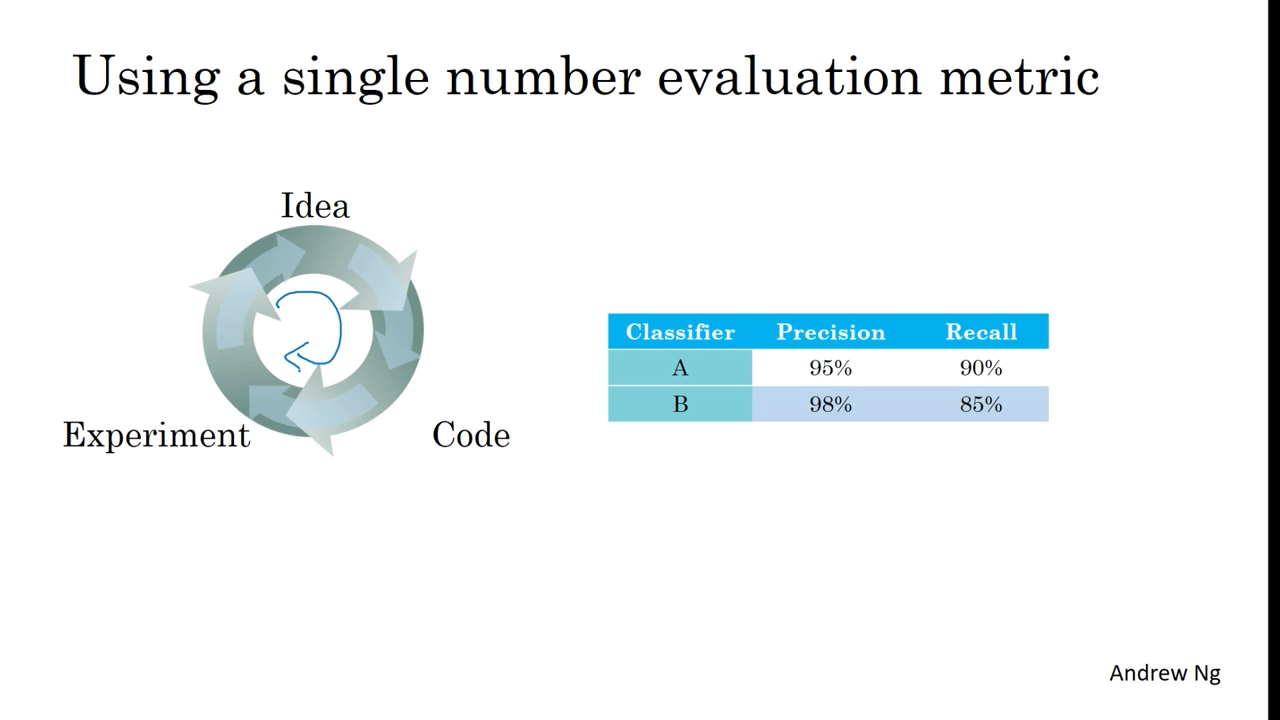 Using a single number evaluation metric
Idea
Experiment
Code
Classifier Precision Recall
A 95% 90%
B 98% 85%
Andrew Ng